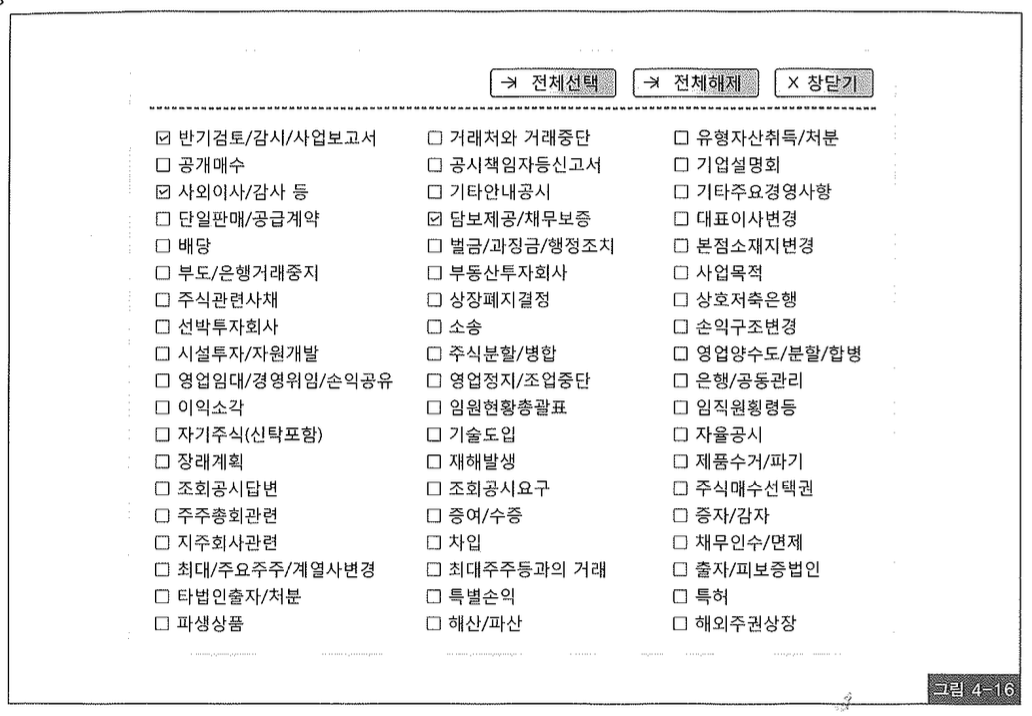 전체선택 전체해제 X 창닫기
반기검토/감시/사업보고서 거래처와 거래중단 유형자산취득/처분
공개매수 공시책임자등신고서 기업설명회
사외이사/감사 등 기타안내공시 기타주요경영사항
단일판매/공급계약 담보제공/채무보증 대표이사변경
배당 벌금/과징금/행정조치 본점소재지변경
부도/은행거래중지 부동산투자회사 사업목적
주식관련사채 상장폐지결정 상호저축은행
선박투자회사 소송 손익구조변경
시설투자/자원개발 주식분할/병합 영업양수도/분할/합병
영업임대/경영위임/손익공유 영업정지/조업중단 은행/공동관리
이익소각 임원현황총괄표 임직원횡령등
자기주식(신탁포함) 기술도입 자율공시
장래계획 재해발생 제품수거/파기
조회공시답변 조회공시요구 주식매수선택권
주주총회관련 증여/수증 증자/감자
지주회사관련 차입 채무인수/면제
최대/주요주주/계열사변경 최대주주등과의 거래 출자/피보증법인
타법인출자/처분 특별손익 특허
파생상품 해산/파산 해외주권상장
그림 4-16